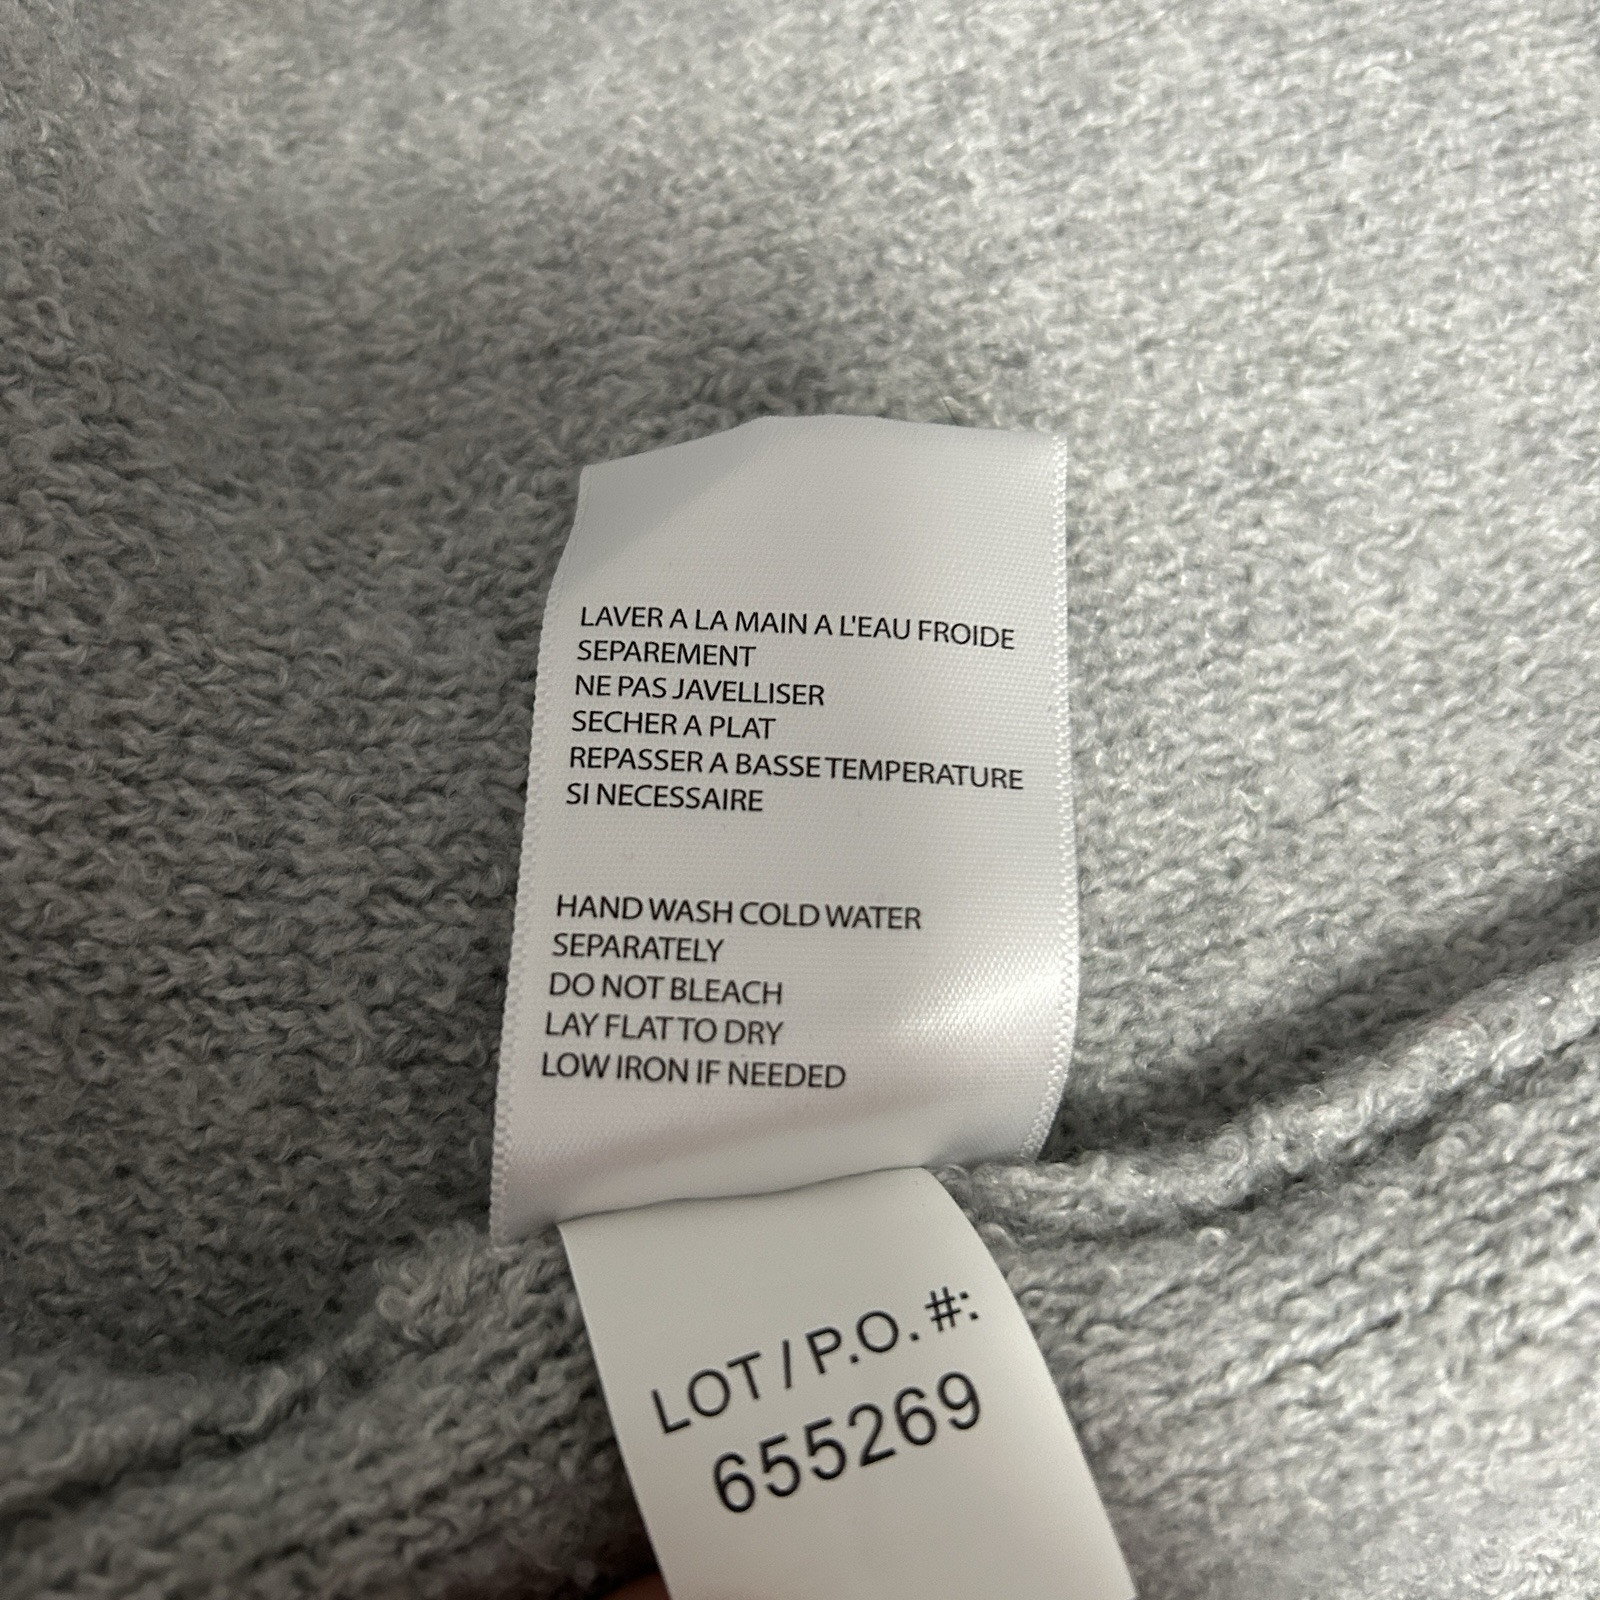 LAVER A LA MAIN A L'EAU FROIDE
SEPAREMENT
NE PAS JAVELLISER
SECHER A PLAT
REPASSER A BASSE TEMPERATURE
SI NECESSAIRE
HAND WASH COLD WATER
SEPARATELY
DO NOT BLEACH
LAY FLAT TO DRY
LOW IRON IF NEEDED
LOT / P.O. #:
655269